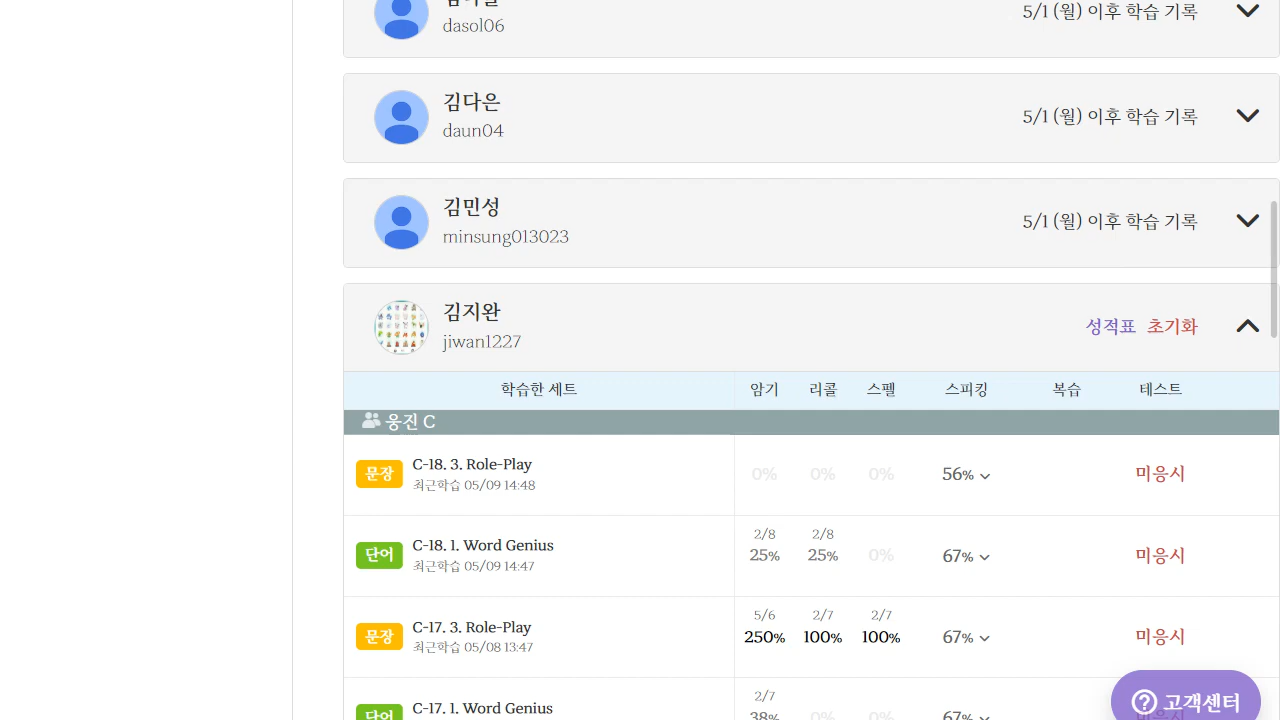 dasol06
5/1 (월) 이후 학습 기록
김다은
daun04
5/1 (월) 이후 학습 기록
김민성
minsung013023
5/1 (월) 이후 학습 기록
김지완
jiwan1227
성적표 초기화
학습한 세트 암기 리콜 스펠 스피킹 복습 테스트
웅진 C
문장 C-18. 3. Role-Play
최근학습 05/09 14:48
0% 0% 0% 56% 미응시
단어 C-18. 1. Word Genius
최근학습 05/09 14:47
2/8 2/8
25% 25% 0% 67% 미응시
문장 C-17. 3. Role-Play
최근학습 05/08 13:47
5/6 2/7 2/7
250% 100% 100% 67% 미응시
단어 C-17. 1. Word Genius
2/7
38% 0% 0% 67%
고객센터